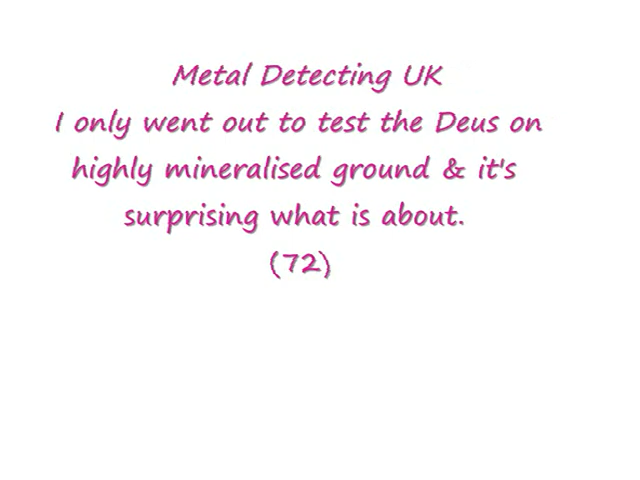 Metal Detecting UK
I only went out to test the Deus on
highly mineralised ground & it's
surprising what is about.
(72)